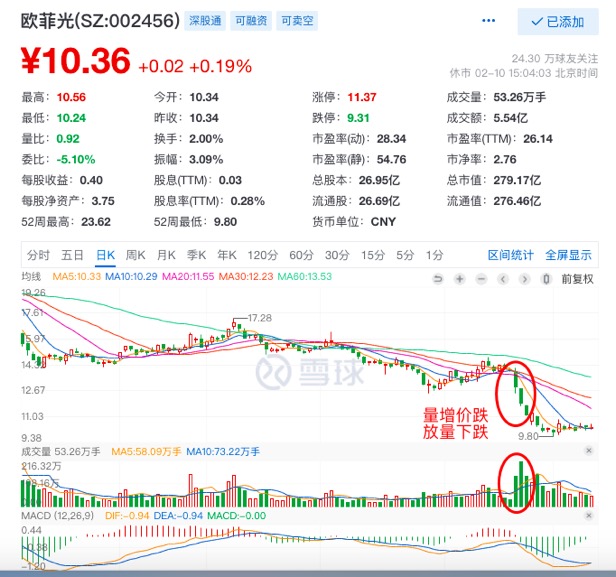 欧菲光(SZ:002456) 深股通 可融资 可卖空 ••• ✓ 已添加
¥10.36 +0.02 +0.19%
24.30 万球友关注
休市 02-10 15:04:03 北京时间
最高: 10.56 今开: 10.34 涨停: 11.37 成交量: 53.26万手
最低: 10.24 昨收: 10.34 跌停: 9.31 成交额: 5.54亿
量比: 0.92 换手: 2.00% 市盈率(动): 28.34 市盈率(TTM): 26.14
委比: -5.10% 振幅: 3.09% 市盈率(静): 54.76 市净率: 2.76
每股收益: 0.40 股息(TTM): 0.03 总股本: 26.95亿 总市值: 279.17亿
每股净资产: 3.75 股息率(TTM): 0.28% 流通股: 26.69亿 流通值: 276.46亿
52周最高: 23.62 52周最低: 9.80 货币单位: CNY
分时 五日 日K 周K 月K 季K 年K 120分 60分 30分 15分 5分 1分 区间统计 全屏显示
均线 MA5:10.33 MA10:10.29 MA20:11.55 MA30:12.23 MA60:13.53 前复权
19.26
17.61
17.28
15.97
14.32
雪球
12.67
量增价跌
11.03
放量下跌
9.38
9.80
成交量 53.26万手 MA5:58.09万手 MA10:73.22万手
216.32万
MACD (12,26,9) DIF:-0.94 DEA:-0.94 MACD:-0.00
0.44
-0.38
-1.20